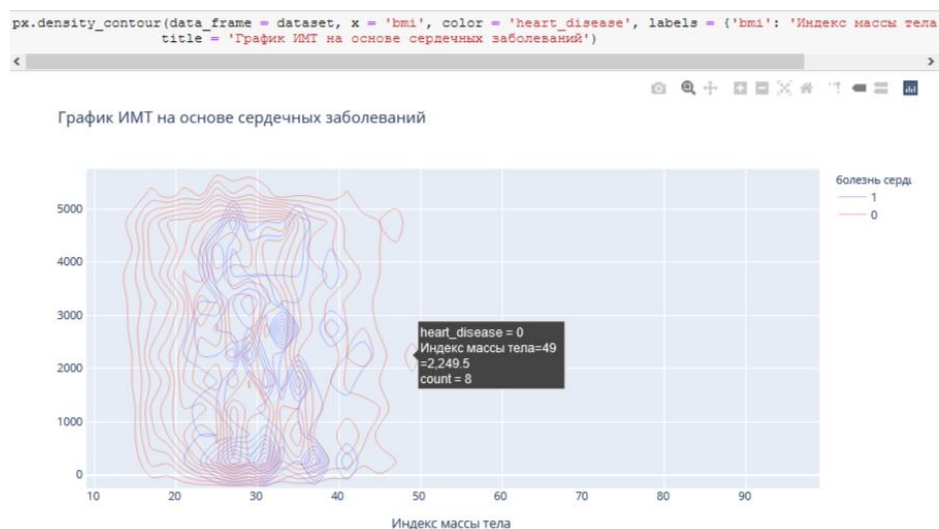 px.density_contour(data_frame = dataset, x = 'bmi', color = 'heart_disease', labels = {'bmi': 'Индекс массы тела
title = 'График ИМТ на основе сердечных заболеваний')
График ИМТ на основе сердечных заболеваний
болезнь сердц
1
0
5000
4000
3000
2000
1000
0
heart_disease = 0
Индекс массы тела=49
=2,249.5
count = 8
10 20 30 40 50 60 70 80 90
Индекс массы тела